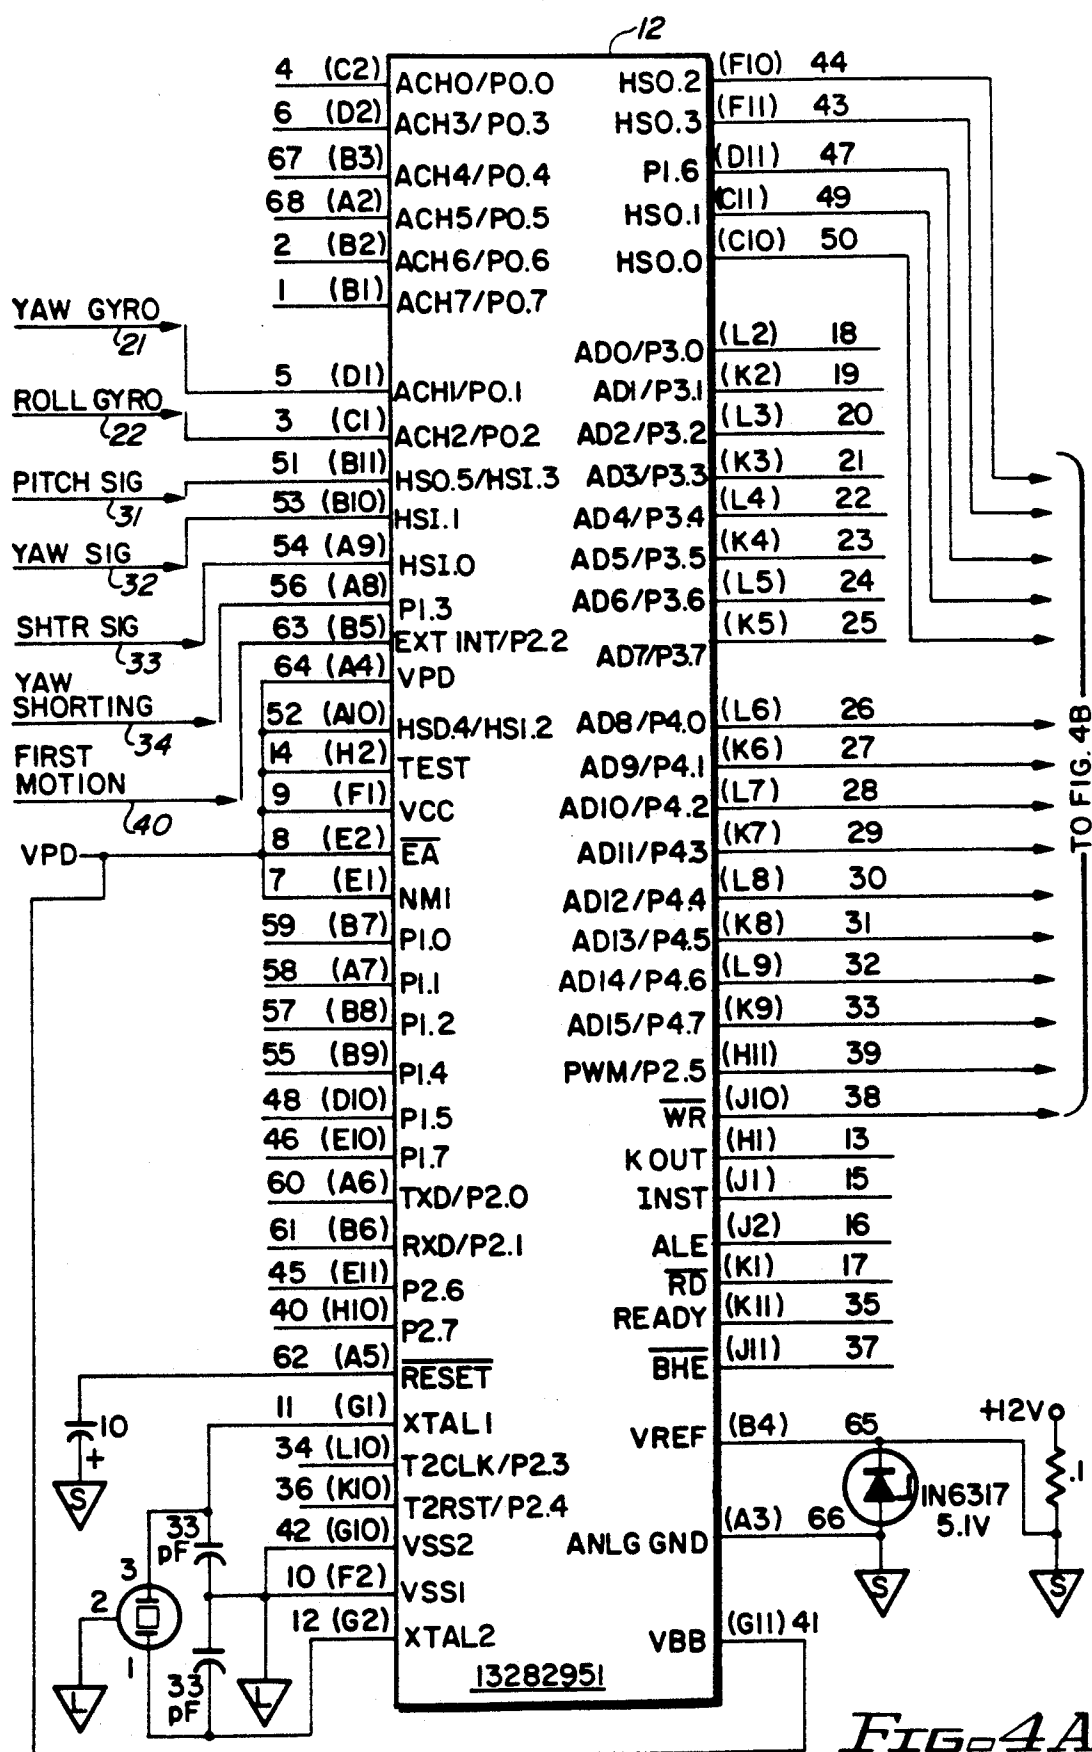 12
4 (C2) ACH0/P0.0
6 (D2) ACH3/P0.3
67 (B3) ACH4/P0.4
68 (A2) ACH5/P0.5
2 (B2) ACH6/P0.6
1 (B1) ACH7/P0.7
YAW GYRO
21
5 (D1) ACH1/P0.1
ROLL GYRO
22
3 (C1) ACH2/P0.2
PITCH SIG
31
51 (B11) HS0.5/HSI.3
YAW SIG
32
53 (B10) HSI.1
SHTR SIG
33
54 (A9) HSI.0
YAW
SHORTING
34
56 (A8) P1.3
FIRST
MOTION
40
63 (B5) EXT INT/P2.2
64 (A4) VPD
52 (A10) HSD.4/HSI.2
14 (H2) TEST
9 (F1) VCC
VPD
8 (E2) EA
7 (E1) NMI
59 (B7) P1.0
58 (A7) P1.1
57 (B8) P1.2
55 (B9) P1.4
48 (D10) P1.5
46 (E10) P1.7
60 (A6) TXD/P2.0
61 (B6) RXD/P2.1
45 (E11) P2.6
40 (H10) P2.7
62 (A5) RESET
10
+
S
11 (G1) XTAL1
34 (L10) T2CLK/P2.3
36 (K10) T2RST/P2.4
42 (G10) VSS2
10 (F2) VSS1
12 (G2) XTAL2
33
pF
3
2
1
33
pF
L
L
13282951
HS0.2 (F10) 44
HS0.3 (F11) 43
P1.6 (D11) 47
HS0.1 (C11) 49
HS0.0 (C10) 50
AD0/P3.0 (L2) 18
AD1/P3.1 (K2) 19
AD2/P3.2 (L3) 20
AD3/P3.3 (K3) 21
AD4/P3.4 (L4) 22
AD5/P3.5 (K4) 23
AD6/P3.6 (L5) 24
AD7/P3.7 (K5) 25
AD8/P4.0 (L6) 26
AD9/P4.1 (K6) 27
AD10/P4.2 (L7) 28
AD11/P4.3 (K7) 29
AD12/P4.4 (L8) 30
AD13/P4.5 (K8) 31
AD14/P4.6 (L9) 32
AD15/P4.7 (K9) 33
PWM/P2.5 (H11) 39
WR (J10) 38
TO FIG. 4B
K OUT (H1) 13
INST (J1) 15
ALE (J2) 16
RD (K1) 17
READY (K11) 35
BHE (J11) 37
VREF (B4) 65
+12V
.1
1N6317
5.1V
ANLG GND (A3) 66
S
S
VBB (G11) 41
FIG. 4A